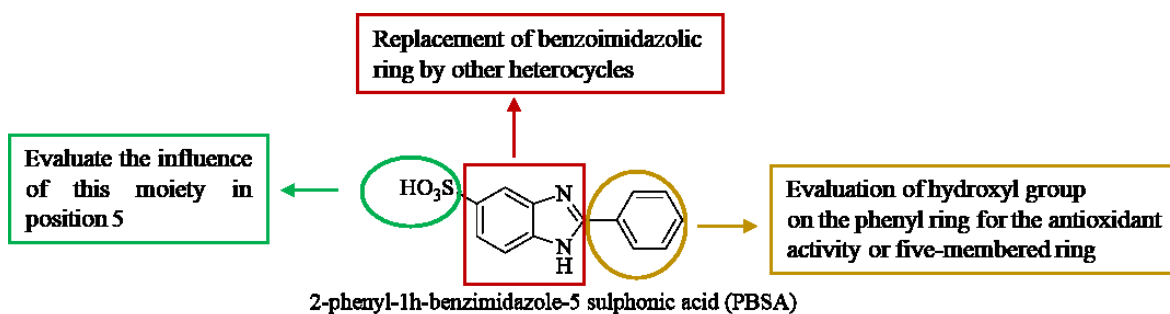 Replacement of benzoimidazolic
ring by other heterocycles
Evaluate the influence
of this moiety in
position 5
HO3S
N
N
H
Evaluation of hydroxyl group
on the phenyl ring for the antioxidant
activity or five-membered ring
2-phenyl-1h-benzimidazole-5 sulphonic acid (PBSA)